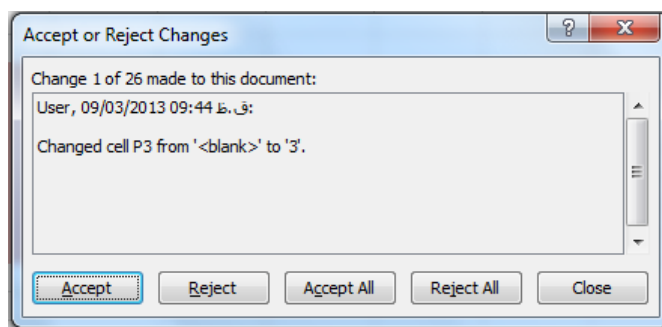 Accept or Reject Changes
Change 1 of 26 made to this document:
User, 09/03/2013 09:44 ق.ظ:
Changed cell P3 from '<blank>' to '3'.
Accept Reject Accept All Reject All Close